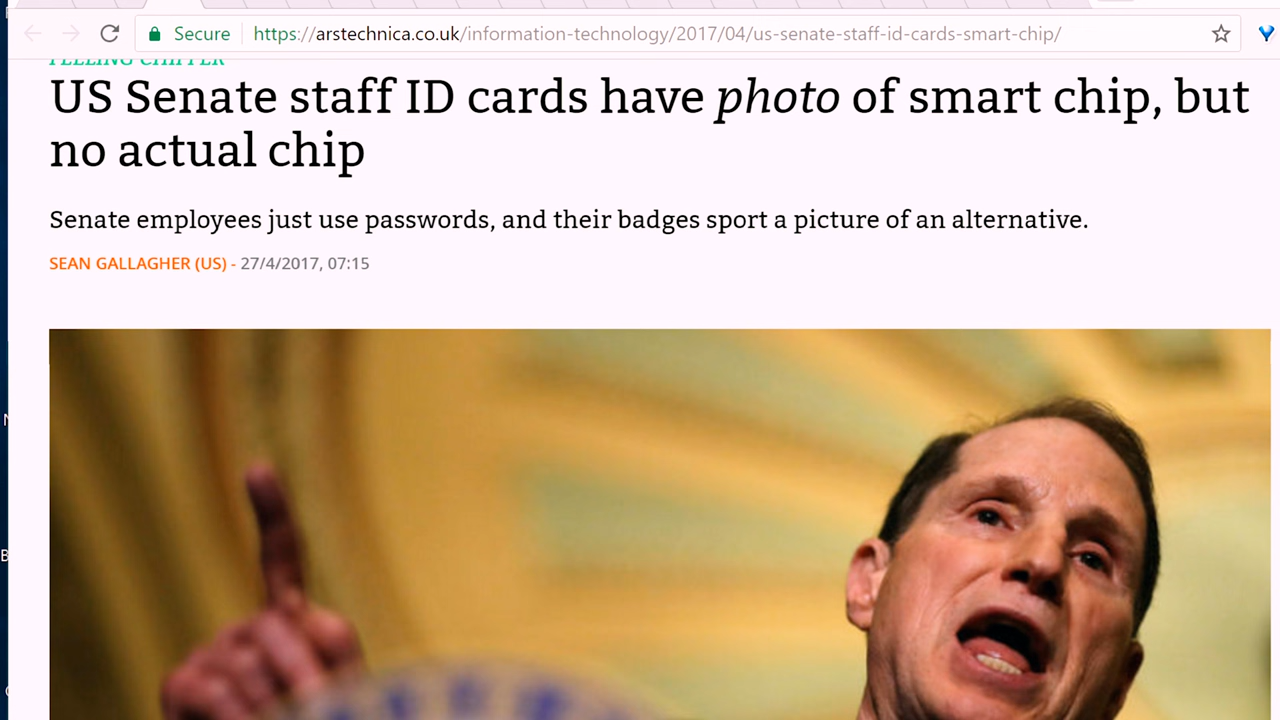 Secure https://arstechnica.co.uk/information-technology/2017/04/us-senate-staff-id-cards-smart-chip/
FEELING CHIPPER
US Senate staff ID cards have photo of smart chip, but
no actual chip
Senate employees just use passwords, and their badges sport a picture of an alternative.
SEAN GALLAGHER (US) - 27/4/2017, 07:15